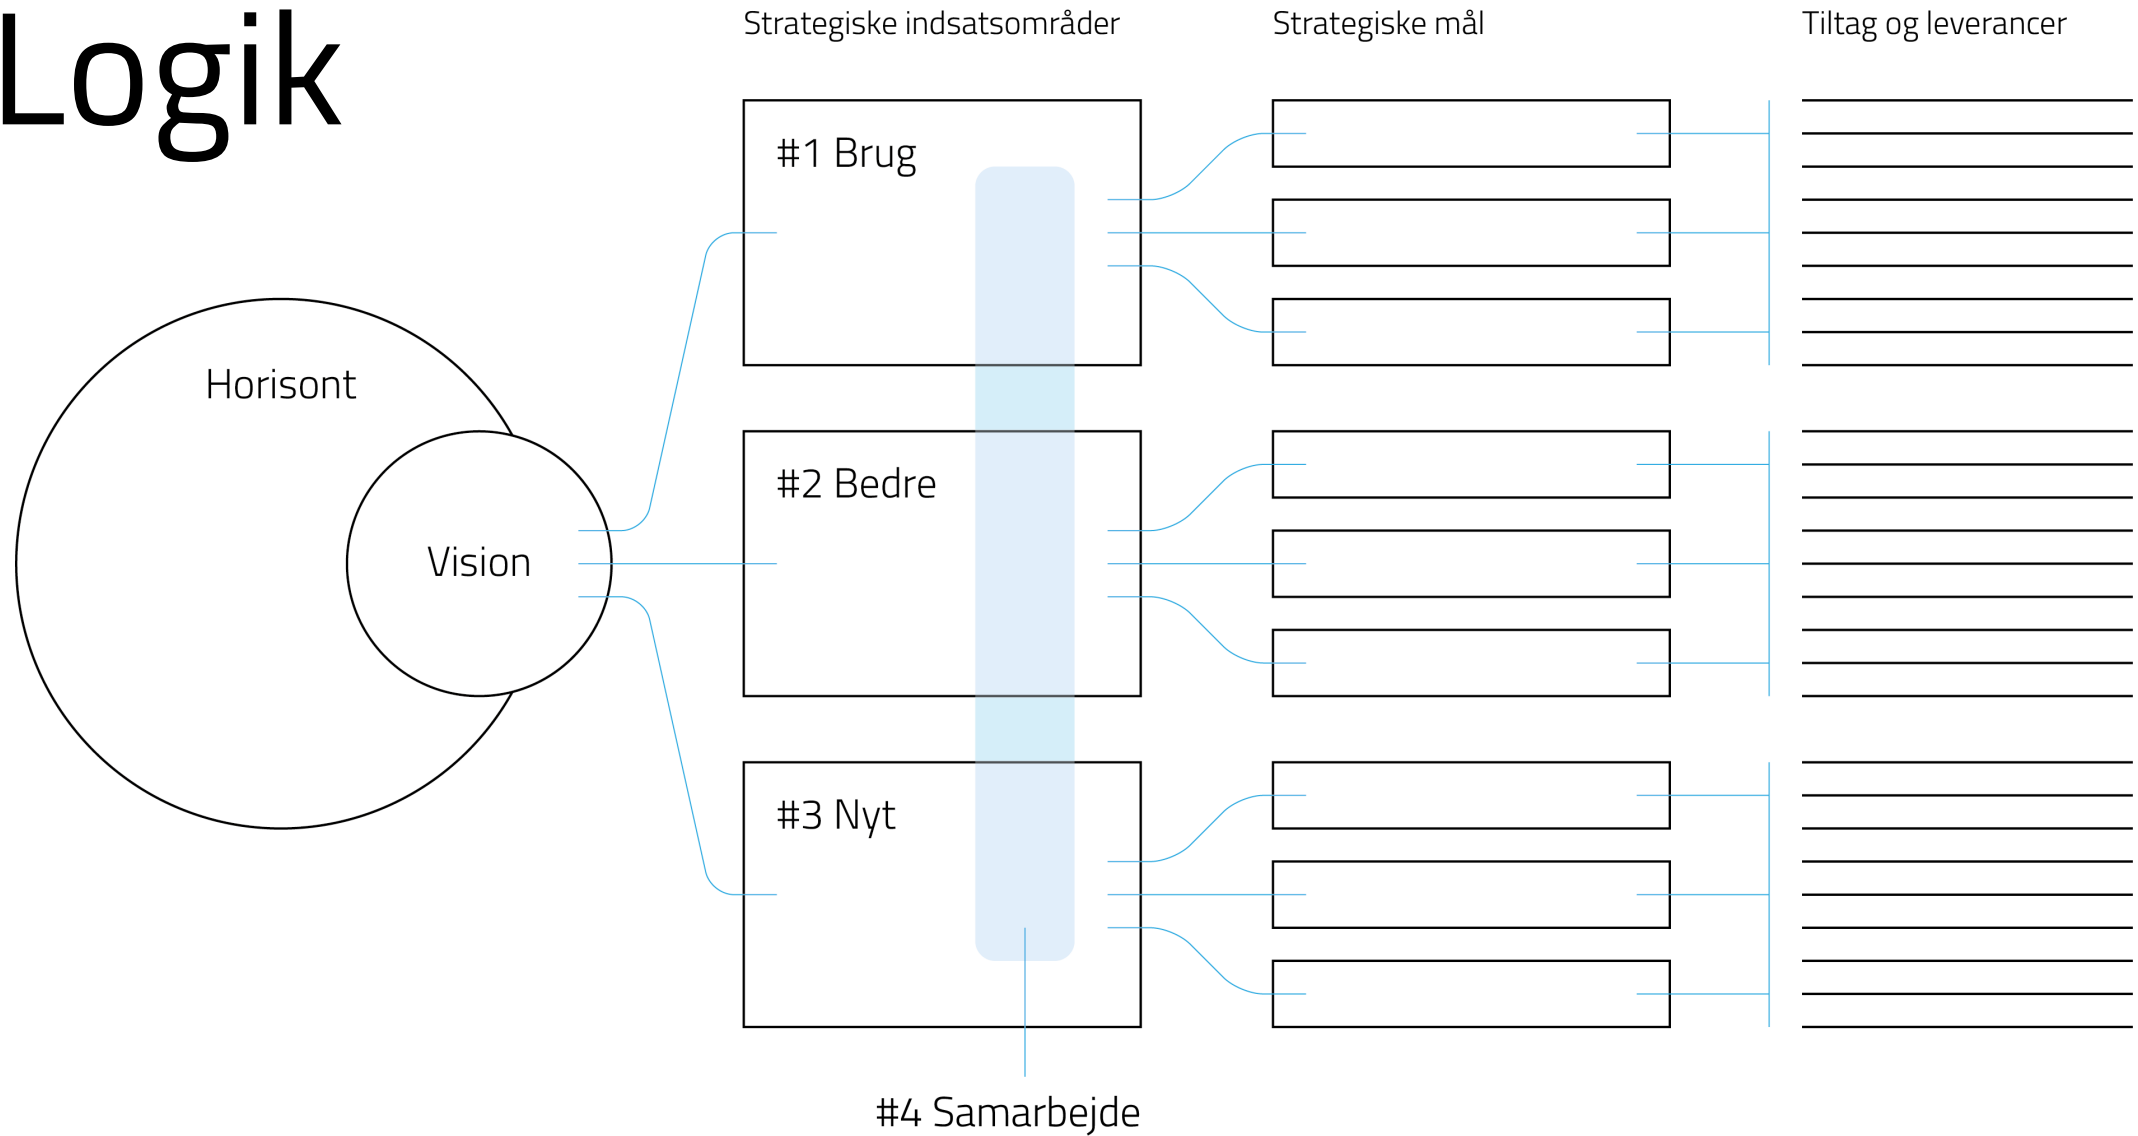 Logik
Strategiske indsatsområder
Strategiske mål
Tiltag og leverancer
Horisont
Vision
#1 Brug
#2 Bedre
#3 Nyt
#4 Samarbejde